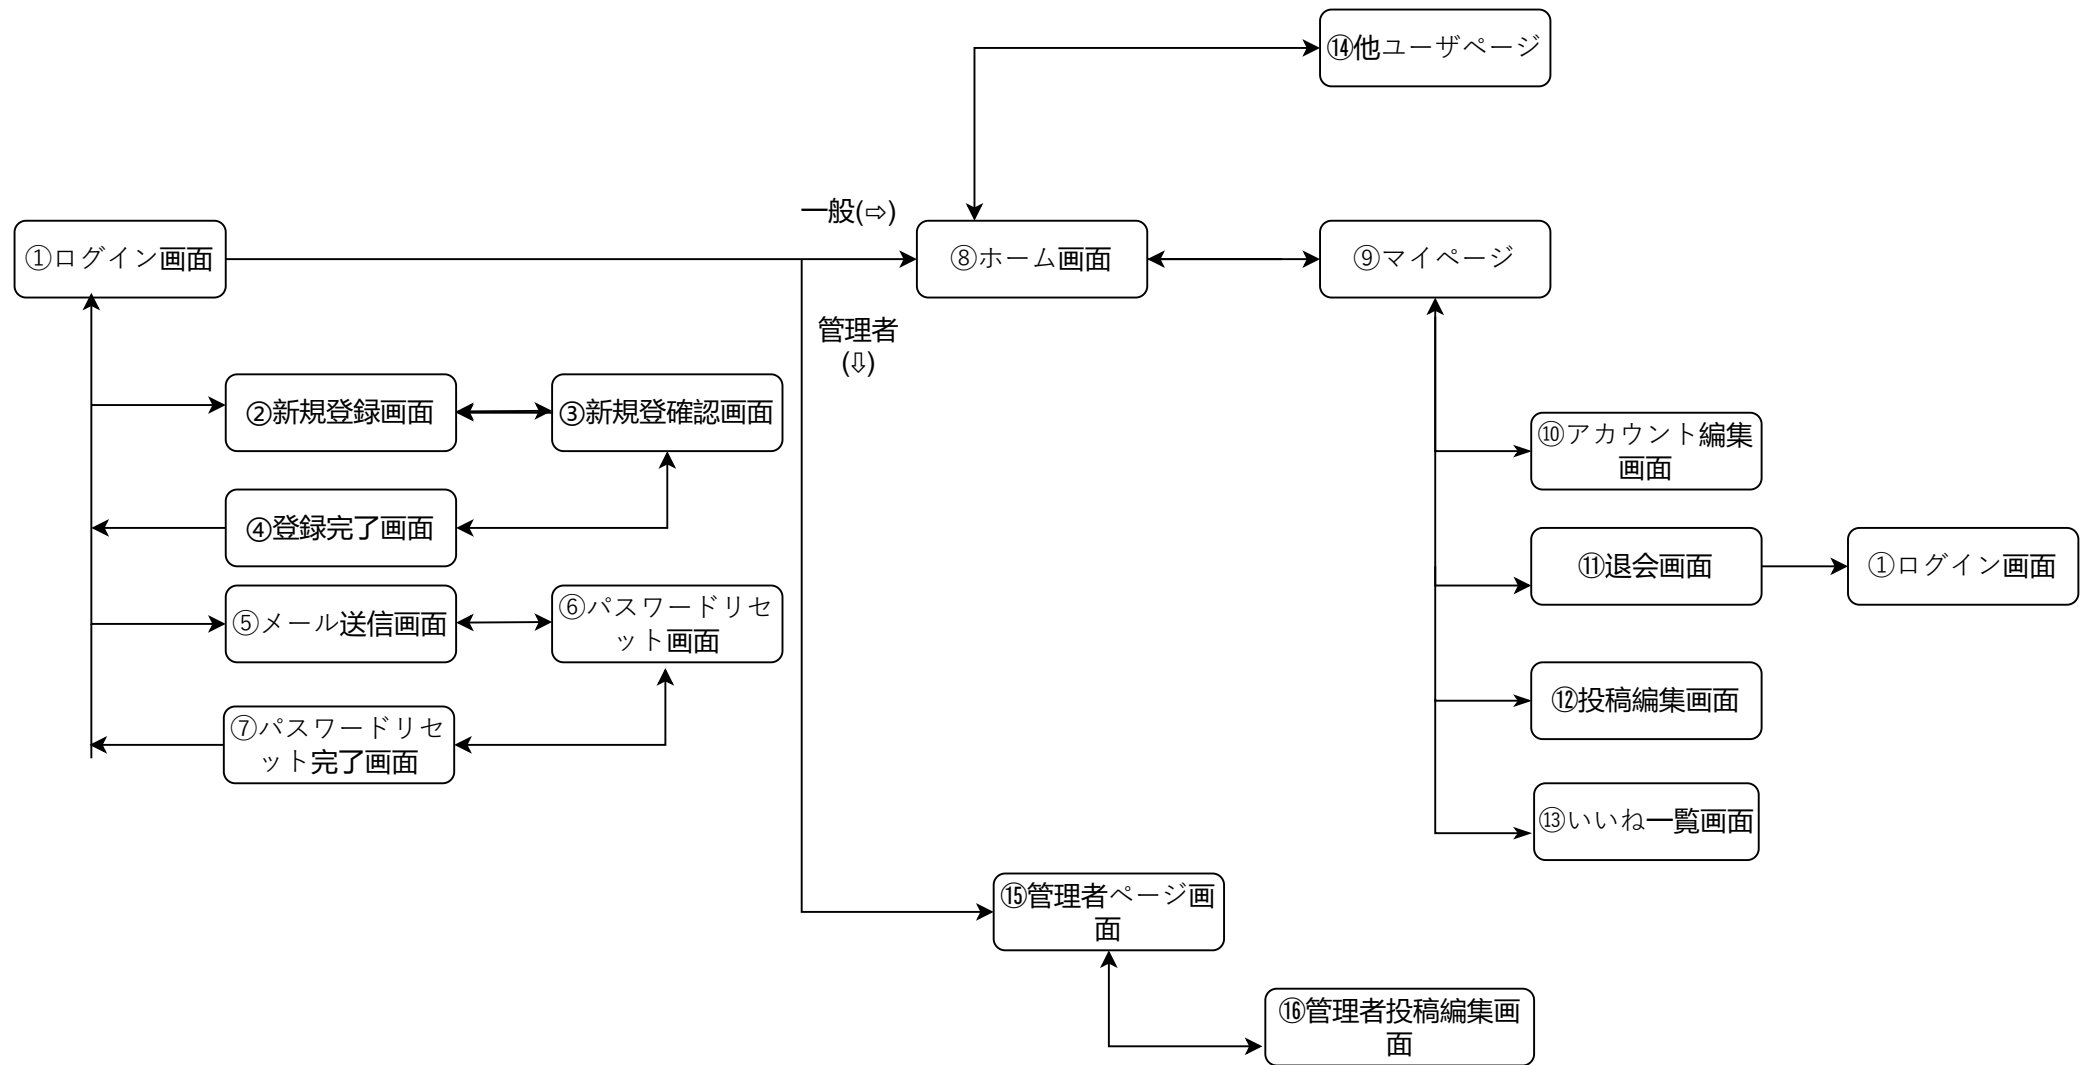 ⑭他ユーザページ
一般(⇨)
①ログイン画面
⑧ホーム画面
⑨マイページ
管理者
(⇩)
②新規登録画面
③新規登確認画面
⑩アカウント編集
画面
④登録完了画面
⑪退会画面
①ログイン画面
⑤メール送信画面
⑥パスワードリセ
ット画面
⑫投稿編集画面
⑦パスワードリセ
ット完了画面
⑬いいね一覧画面
⑮管理者ページ画
面
⑯管理者投稿編集画
面